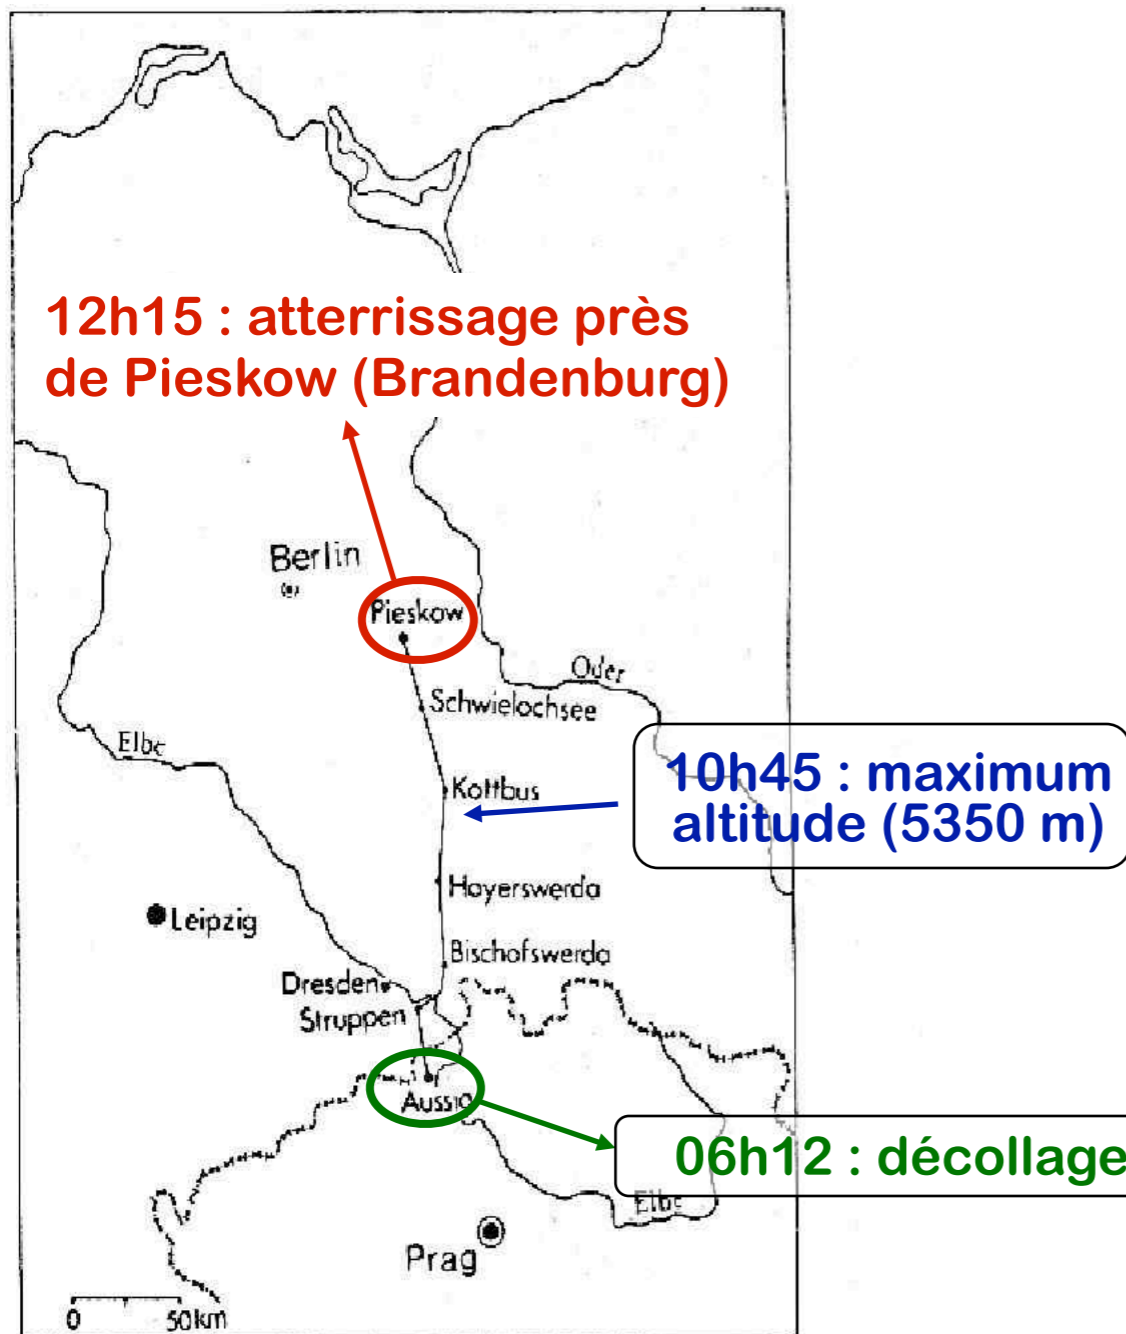 12h15 : atterrissage près
de Pieskow (Brandenburg)
Berlin
Pieskow
Oder
Schwielochsee
Elbe
10h45 : maximum
altitude (5350 m)
Kottbus
Hoyerswerda
Leipzig
Bischofswerda
Dresden
Struppen
Aussig
06h12 : décollage
Elbe
Prag
0 50km